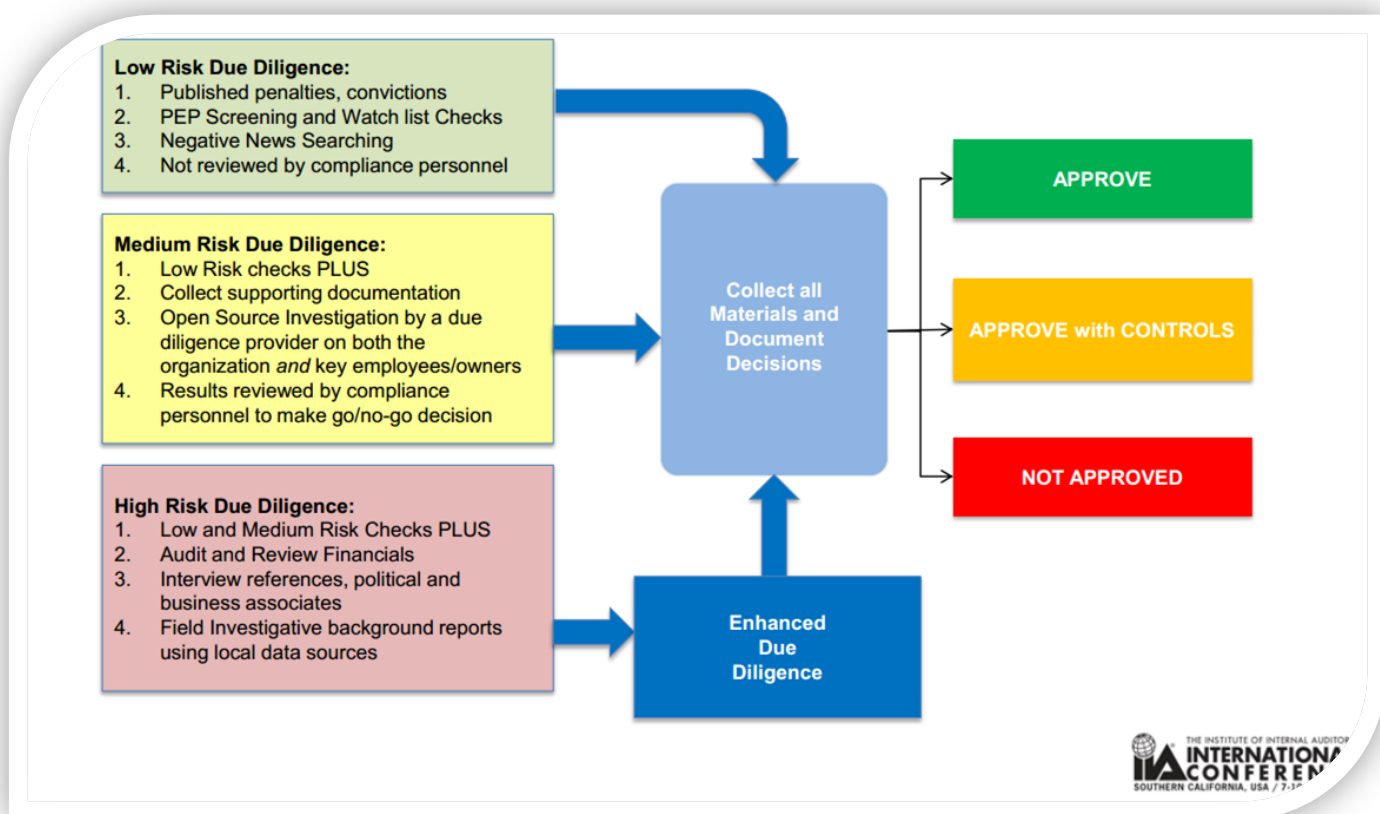 Low Risk Due Diligence:
1. Published penalties, convictions
2. PEP Screening and Watch list Checks
3. Negative News Searching
4. Not reviewed by compliance personnel
Medium Risk Due Diligence:
1. Low Risk checks PLUS
2. Collect supporting documentation
3. Open Source Investigation by a due
diligence provider on both the
organization and key employees/owners
4. Results reviewed by compliance
personnel to make go/no-go decision
High Risk Due Diligence:
1. Low and Medium Risk Checks PLUS
2. Audit and Review Financials
3. Interview references, political and
business associates
4. Field Investigative background reports
using local data sources
Collect all
Materials and
Document
Decisions
Enhanced
Due
Diligence
APPROVE
APPROVE with CONTROLS
NOT APPROVED
IIA
THE INSTITUTE OF INTERNAL AUDITOR
INTERNATIONA
CONFEREN
SOUTHERN CALIFORNIA, USA / 7-1